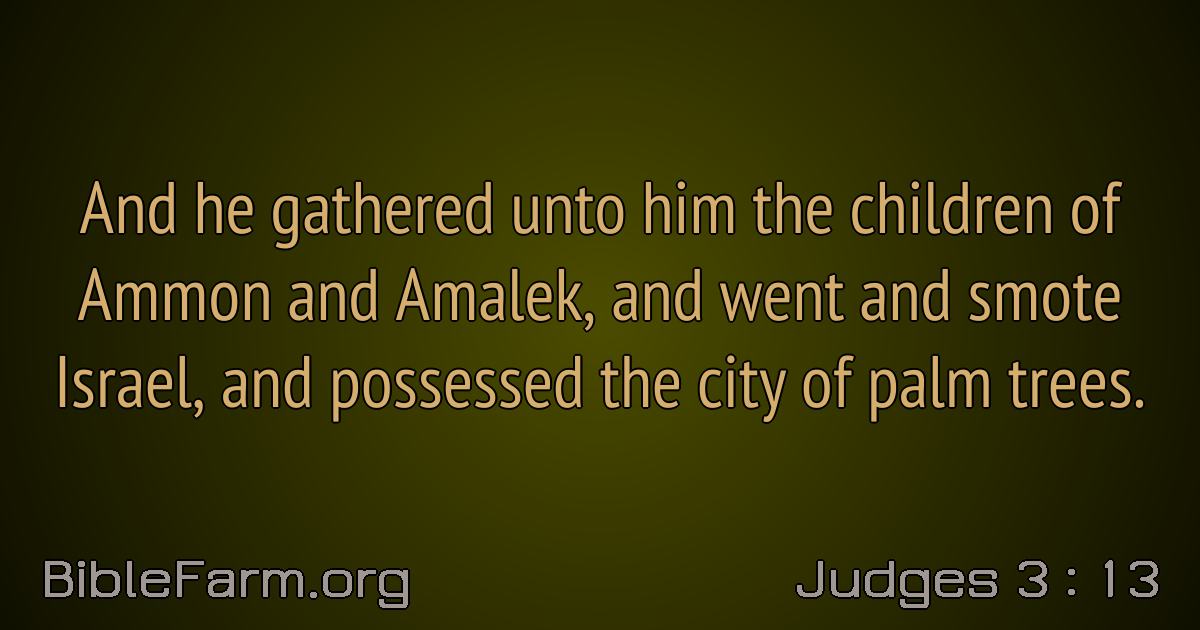 And he gathered unto him the children of
Ammon and Amalek, and went and smote
Israel, and possessed the city of palm trees.
BibleFarm.org
Judges 3 : 13